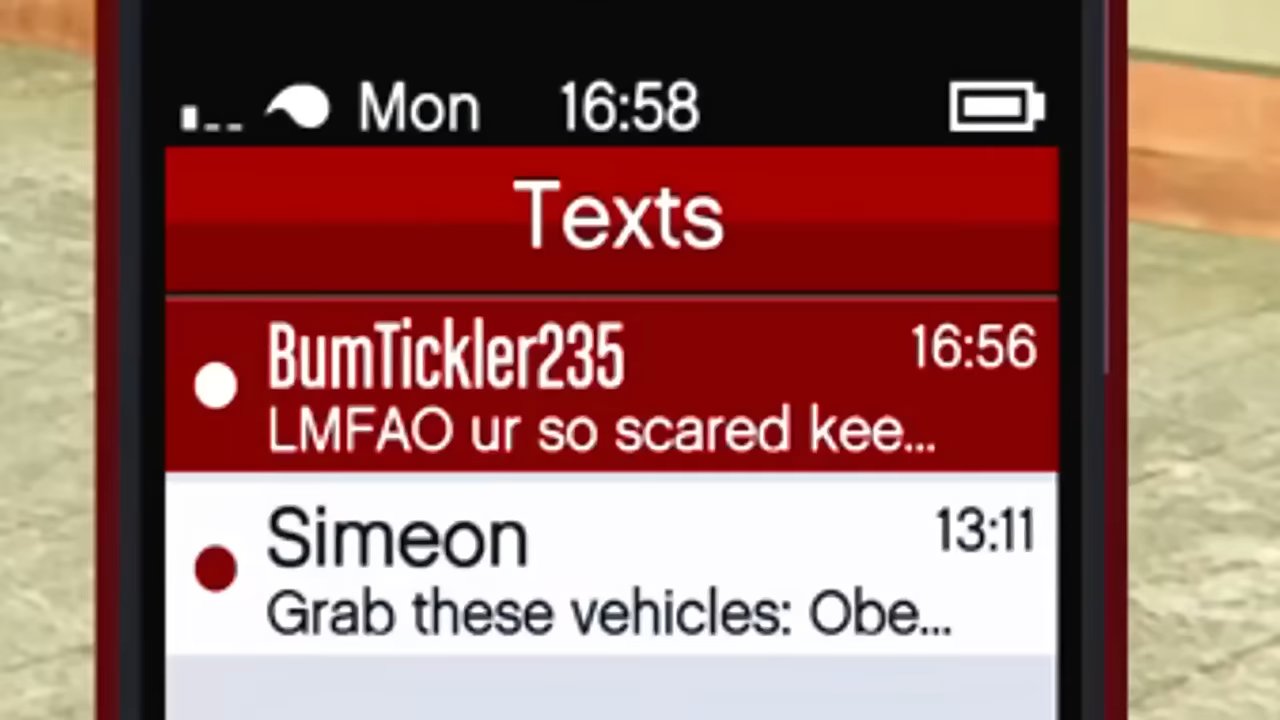 Mon 16:58
Texts
BumTickler235 16:56
LMFAO ur so scared kee...
Simeon 13:11
Grab these vehicles: Obe...